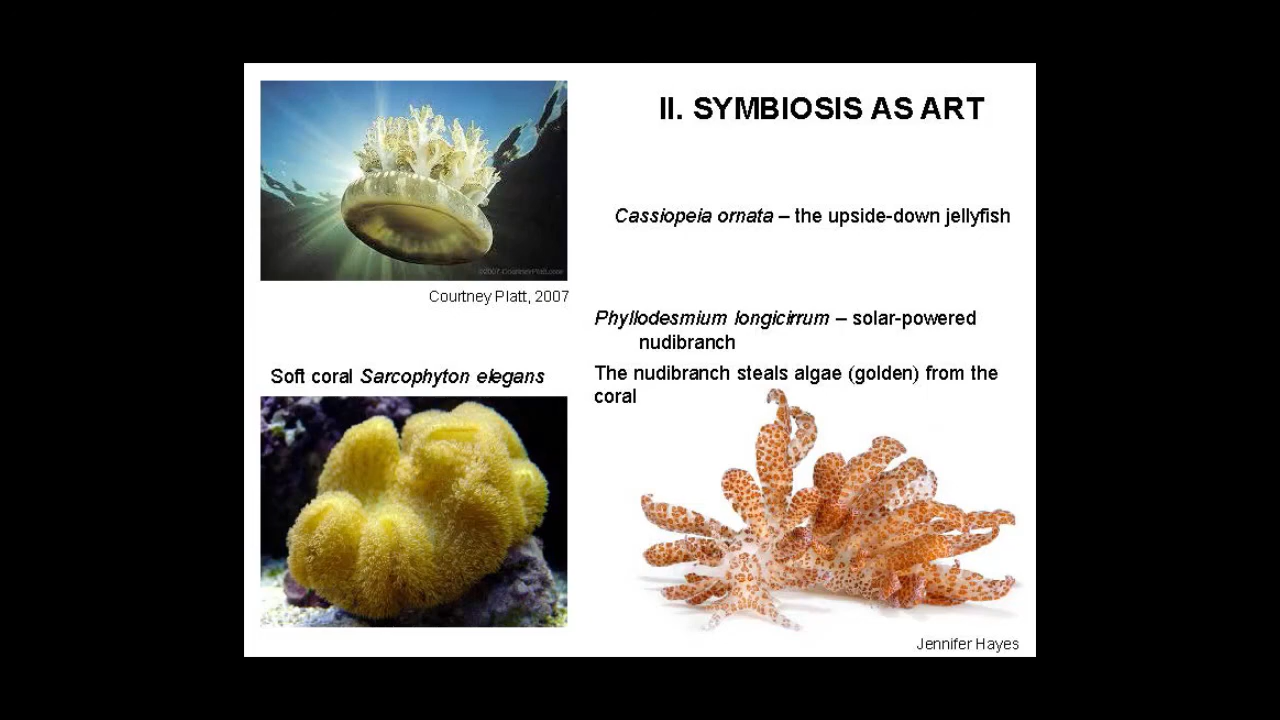 II. SYMBIOSIS AS ART
Cassiopeia ornata – the upside-down jellyfish
Courtney Platt, 2007
Phyllodesmium longicirrum – solar-powered
nudibranch
Soft coral Sarcophyton elegans
The nudibranch steals algae (golden) from the
coral
Jennifer Hayes